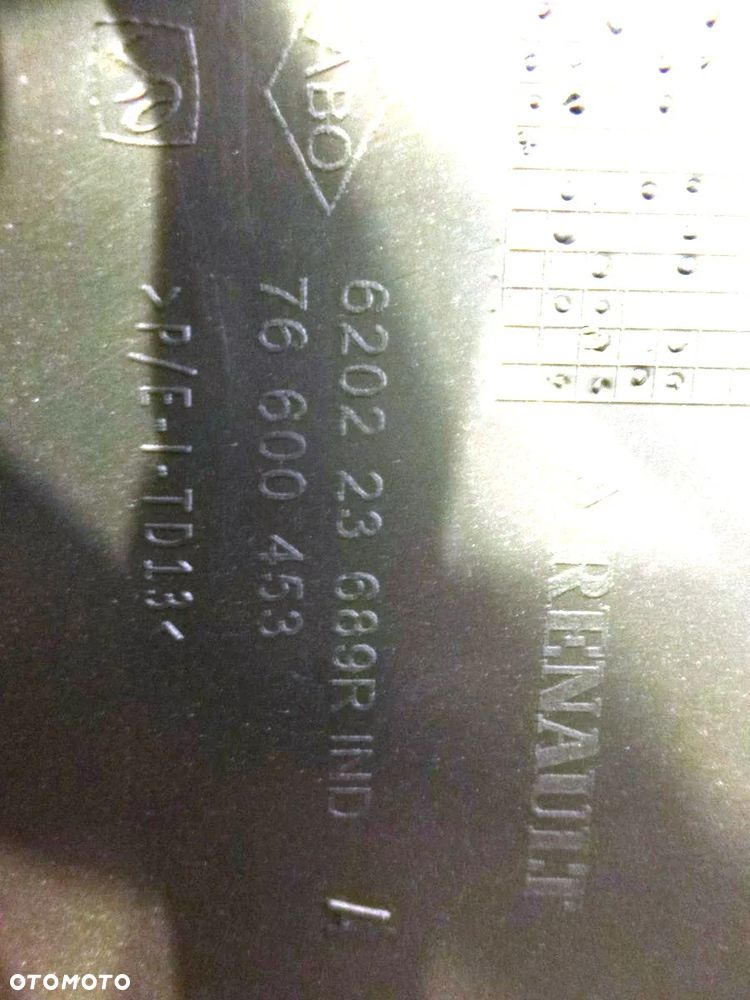 RENAULT
ABO
6202 23 689R IND A
76 600 453
>P/E-I-TD13<
OTOMOTO